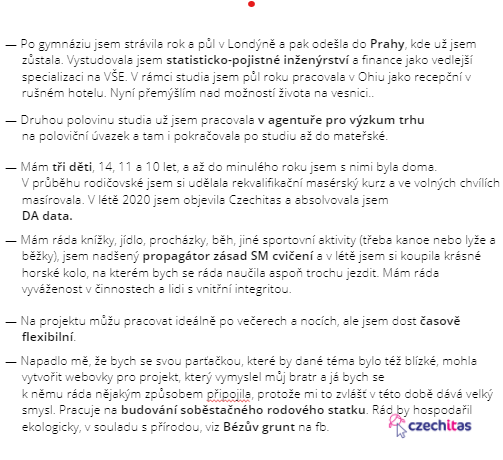 — Po gymnáziu jsem strávila rok a půl v Londýně a pak odešla do Prahy, kde už jsem
zůstala. Vystudovala jsem statisticko-pojistné inženýrství a finance jako vedlejší
specializaci na VŠE. V rámci studia jsem půl roku pracovala v Ohiu jako recepční v
rušném hotelu. Nyní přemýšlím nad možností života na vesnici..
— Druhou polovinu studia už jsem pracovala v agentuře pro výzkum trhu
na poloviční úvazek a tam i pokračovala po studiu až do mateřské.
— Mám tři děti, 14, 11 a 10 let, a až do minulého roku jsem s nimi byla doma.
V průběhu rodičovské jsem si udělala rekvalifikační masérský kurz a ve volných chvílích
masírovala. V létě 2020 jsem objevila Czechitas a absolvovala jsem
DA data.
— Mám ráda knížky, jídlo, procházky, běh, jiné sportovní aktivity (třeba kanoe nebo lyže a
běžky), jsem nadšený propagátor zásad SM cvičení a v létě jsem si koupila krásné
horské kolo, na kterém bych se ráda naučila aspoň trochu jezdit. Mám ráda
vyváženost v činnostech a lidi s vnitřní integritou.
— Na projektu můžu pracovat ideálně po večerech a nocích, ale jsem dost časově
flexibilní.
— Napadlo mě, že bych se svou parťačkou, které by dané téma bylo též blízké, mohla
vytvořit webovky pro projekt, který vymyslel můj bratr a já bych se
k němu ráda nějakým způsobem připojila, protože mi to zvlášť v této době dává velký
smysl. Pracuje na budování soběstačného rodového statku. Rád by hospodařil
ekologicky, v souladu s přírodou, viz Bézův grunt na fb.
czechitas